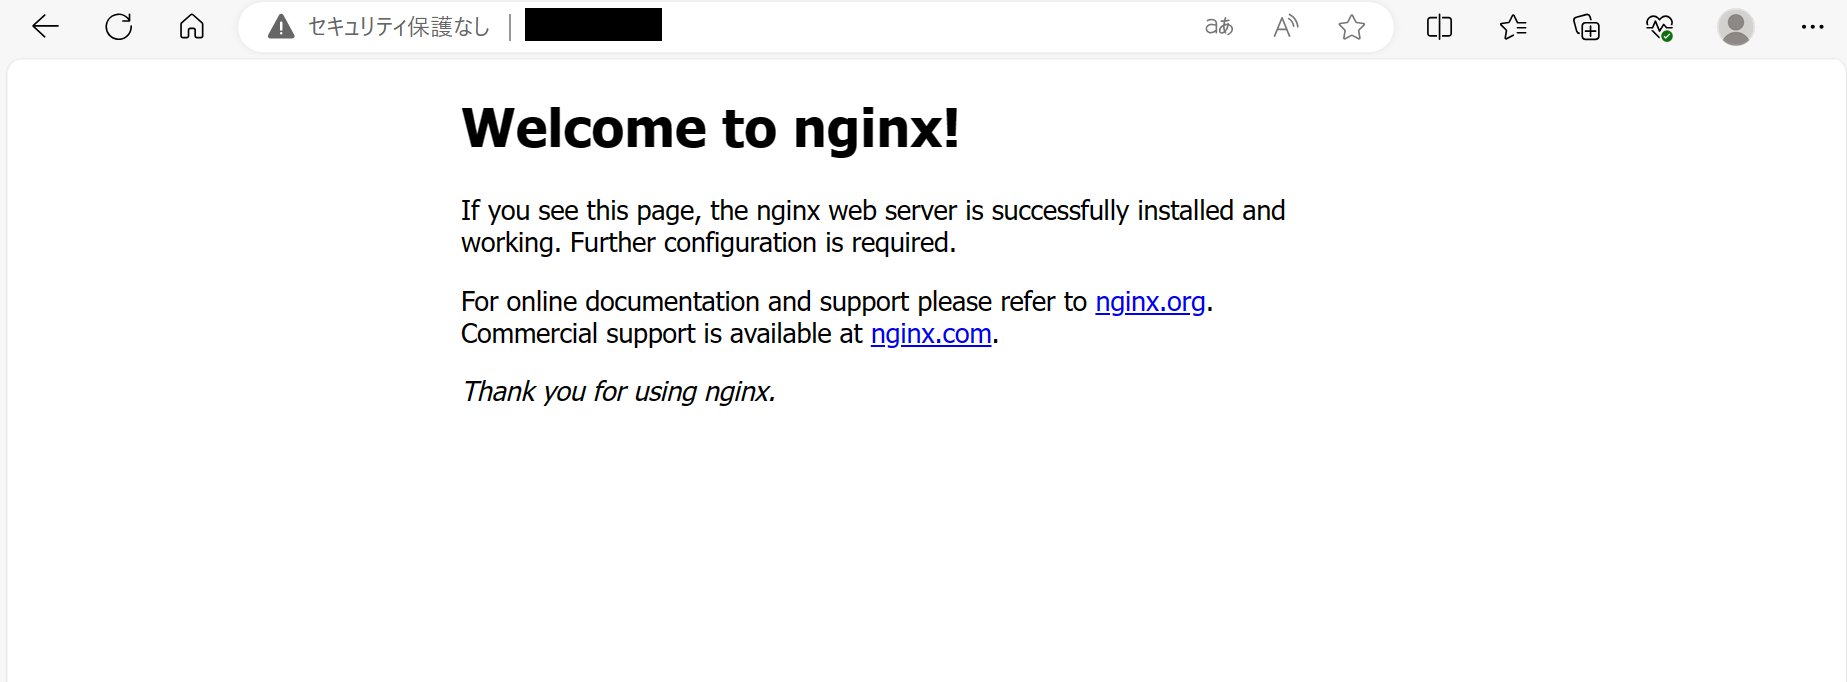 セキュリティ保護なし
aあ
A
Welcome to nginx!
If you see this page, the nginx web server is successfully installed and
working. Further configuration is required.
For online documentation and support please refer to nginx.org.
Commercial support is available at nginx.com.
Thank you for using nginx.